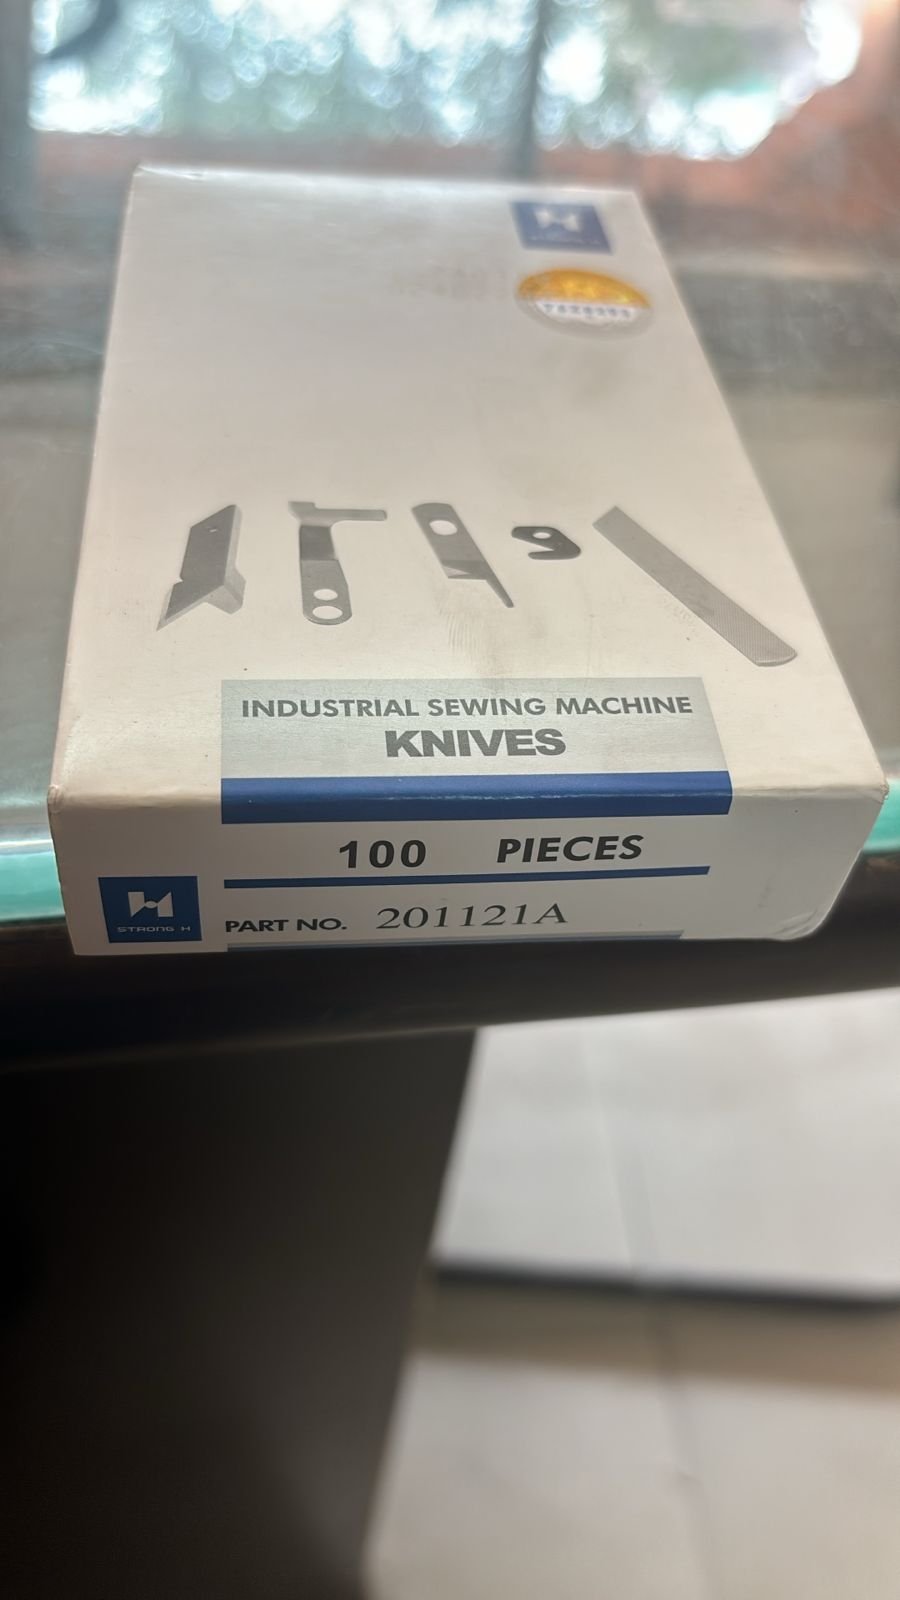 INDUSTRIAL SEWING MACHINE
KNIVES
100 PIECES
STRONG H
PART NO. 201121A